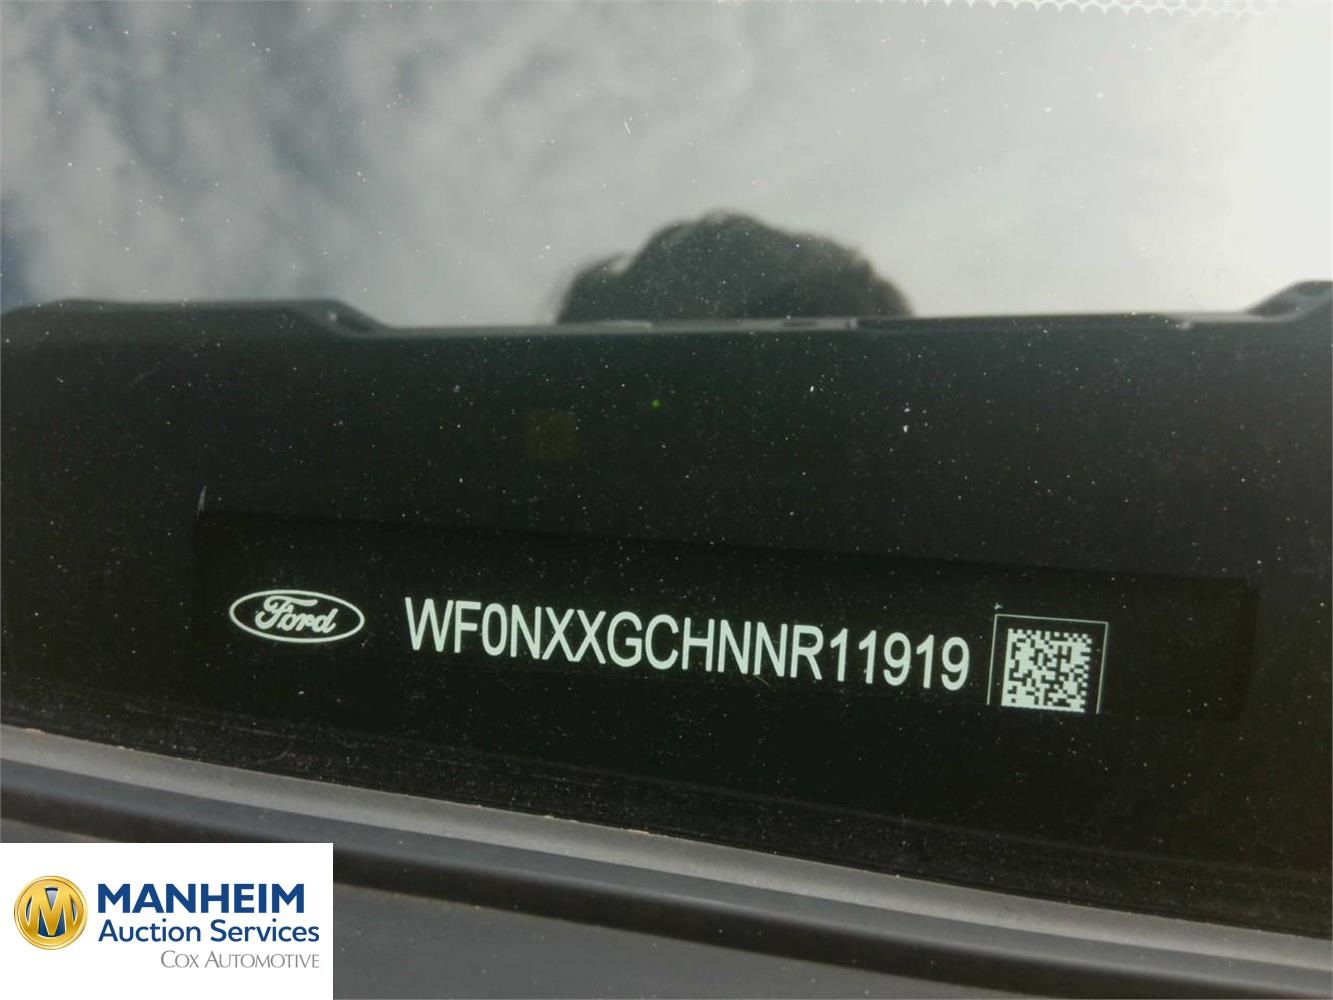 Ford
WF0NXXGCHNNR11919
MANHEIM
Auction Services
COX AUTOMOTIVE